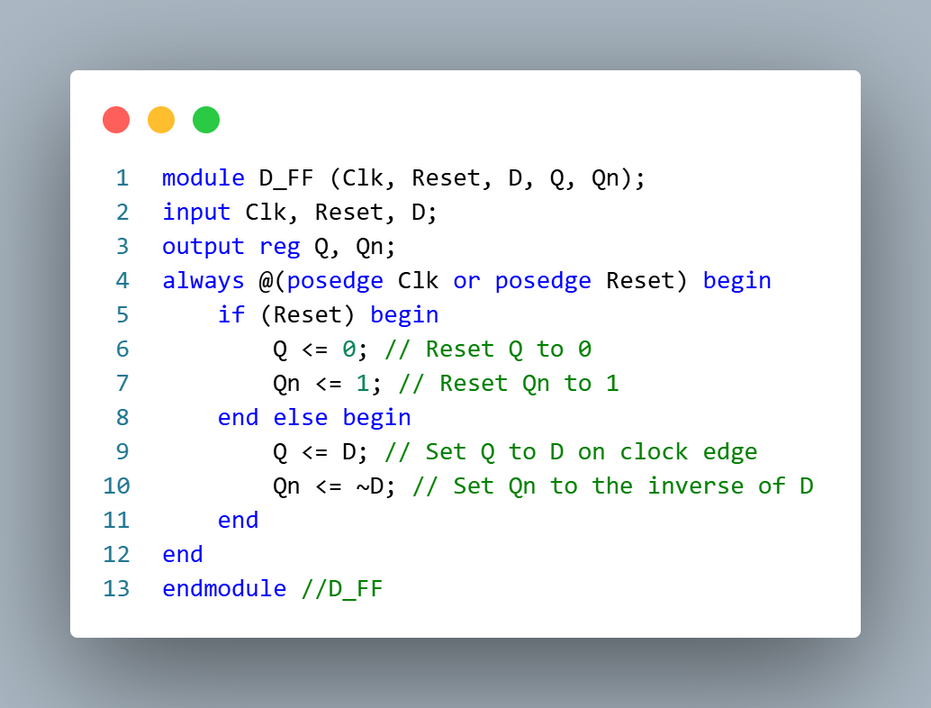 1 module D_FF (Clk, Reset, D, Q, Qn);
2 input Clk, Reset, D;
3 output reg Q, Qn;
4 always @(posedge Clk or posedge Reset) begin
5     if (Reset) begin
6         Q <= 0; // Reset Q to 0
7         Qn <= 1; // Reset Qn to 1
8     end else begin
9         Q <= D; // Set Q to D on clock edge
10         Qn <= ~D; // Set Qn to the inverse of D
11     end
12 end
13 endmodule //D_FF